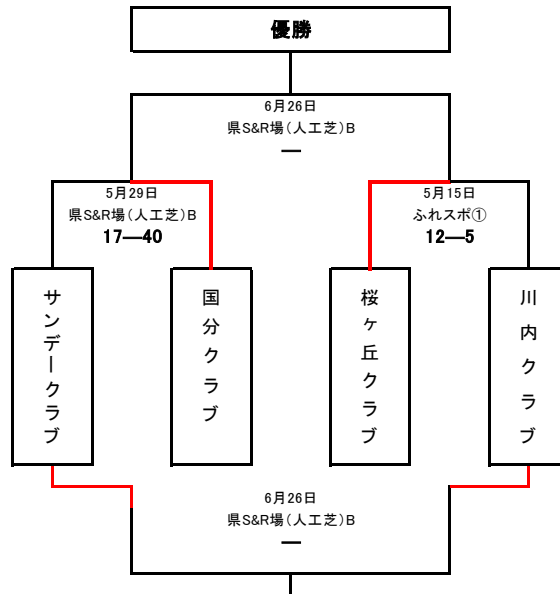 優勝
6月26日
県S&R場(人工芝)B
―
5月29日
県S&R場(人工芝)B
17―40
5月15日
ふれスポ①
12―5
サンデークラブ
国分クラブ
桜ヶ丘クラブ
川内クラブ
6月26日
県S&R場(人工芝)B
―